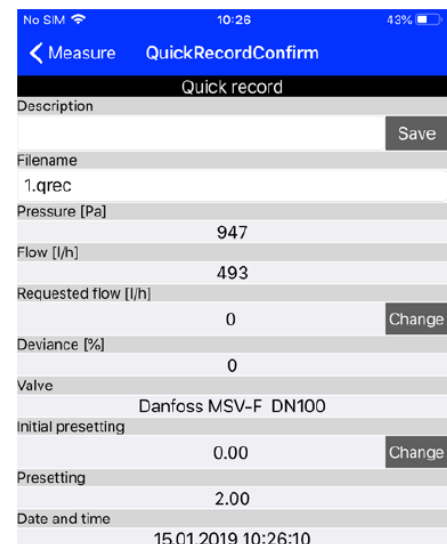 No SIM 10:26 43%
Measure QuickRecordConfirm
Quick record
Description
Save
Filename
1.qrec
Pressure [Pa]
947
Flow [l/h]
493
Requested flow [l/h]
0 Change
Deviance [%]
0
Valve
Danfoss MSV-F DN100
Initial presetting
0.00 Change
Presetting
2.00
Date and time
15.01.2019 10:26:10